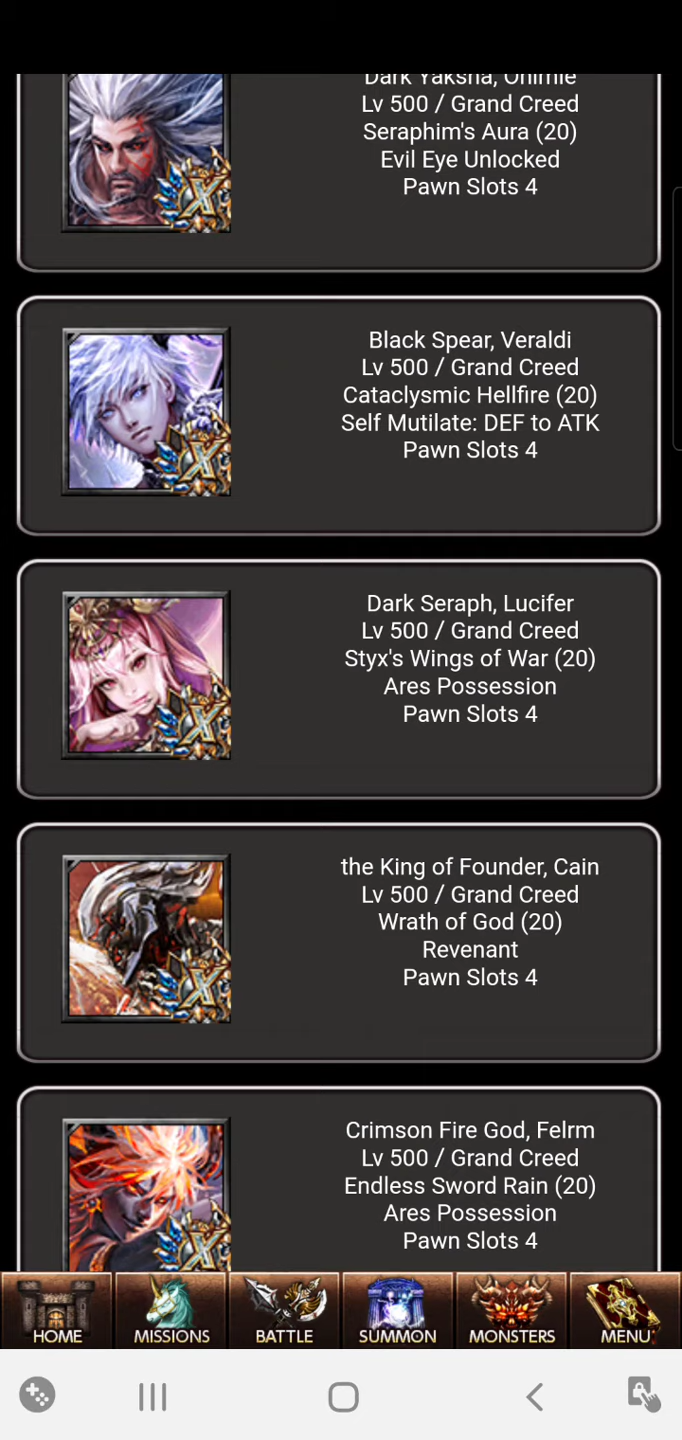 Dark Yaksha, Ohimie
Lv 500 / Grand Creed
Seraphim's Aura (20)
Evil Eye Unlocked
Pawn Slots 4
Black Spear, Veraldi
Lv 500 / Grand Creed
Cataclysmic Hellfire (20)
Self Mutilate: DEF to ATK
Pawn Slots 4
Dark Seraph, Lucifer
Lv 500 / Grand Creed
Styx's Wings of War (20)
Ares Possession
Pawn Slots 4
the King of Founder, Cain
Lv 500 / Grand Creed
Wrath of God (20)
Revenant
Pawn Slots 4
Crimson Fire God, Felrm
Lv 500 / Grand Creed
Endless Sword Rain (20)
Ares Possession
Pawn Slots 4
X
X
X
X
X
HOME
MISSIONS
BATTLE
SUMMON
MONSTERS
MENU